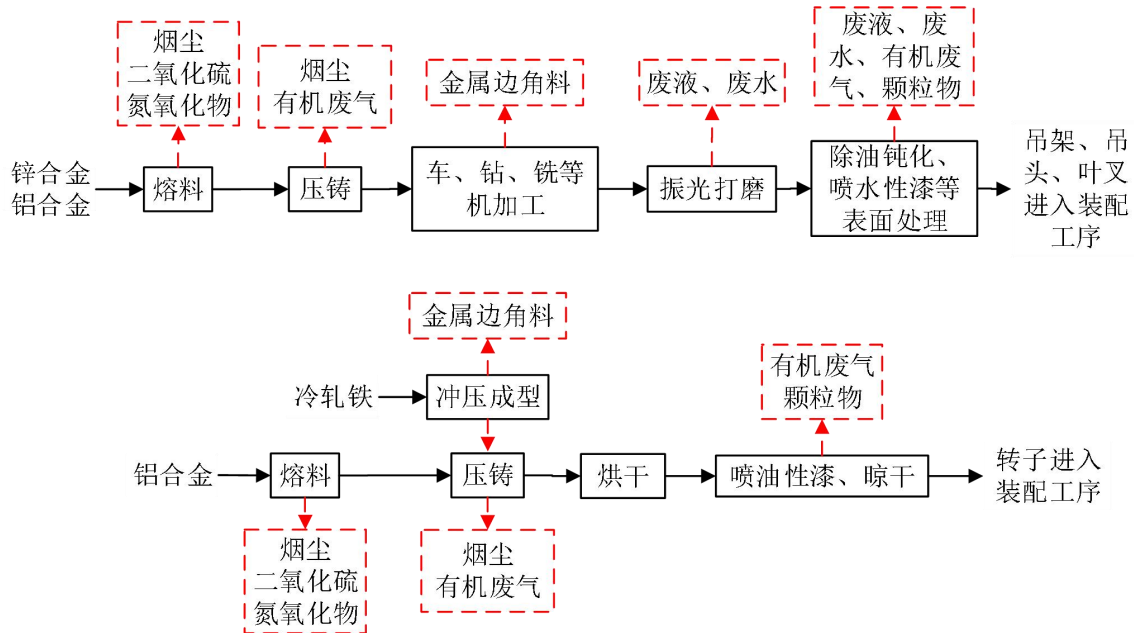 烟尘
二氧化硫
氮氧化物
烟尘
有机废气
金属边角料
废液、废水
废液、废
水、有机废
气、颗粒物
锌合金
铝合金
熔料
压铸
车、钻、铣等
机加工
振光打磨
除油钝化、
喷水性漆等
表面处理
吊架、吊
头、叶叉
进入装配
工序
金属边角料
冷轧铁
冲压成型
有机废气
颗粒物
铝合金
熔料
压铸
烘干
喷油性漆、晾干
转子进入
装配工序
烟尘
二氧化硫
氮氧化物
烟尘
有机废气